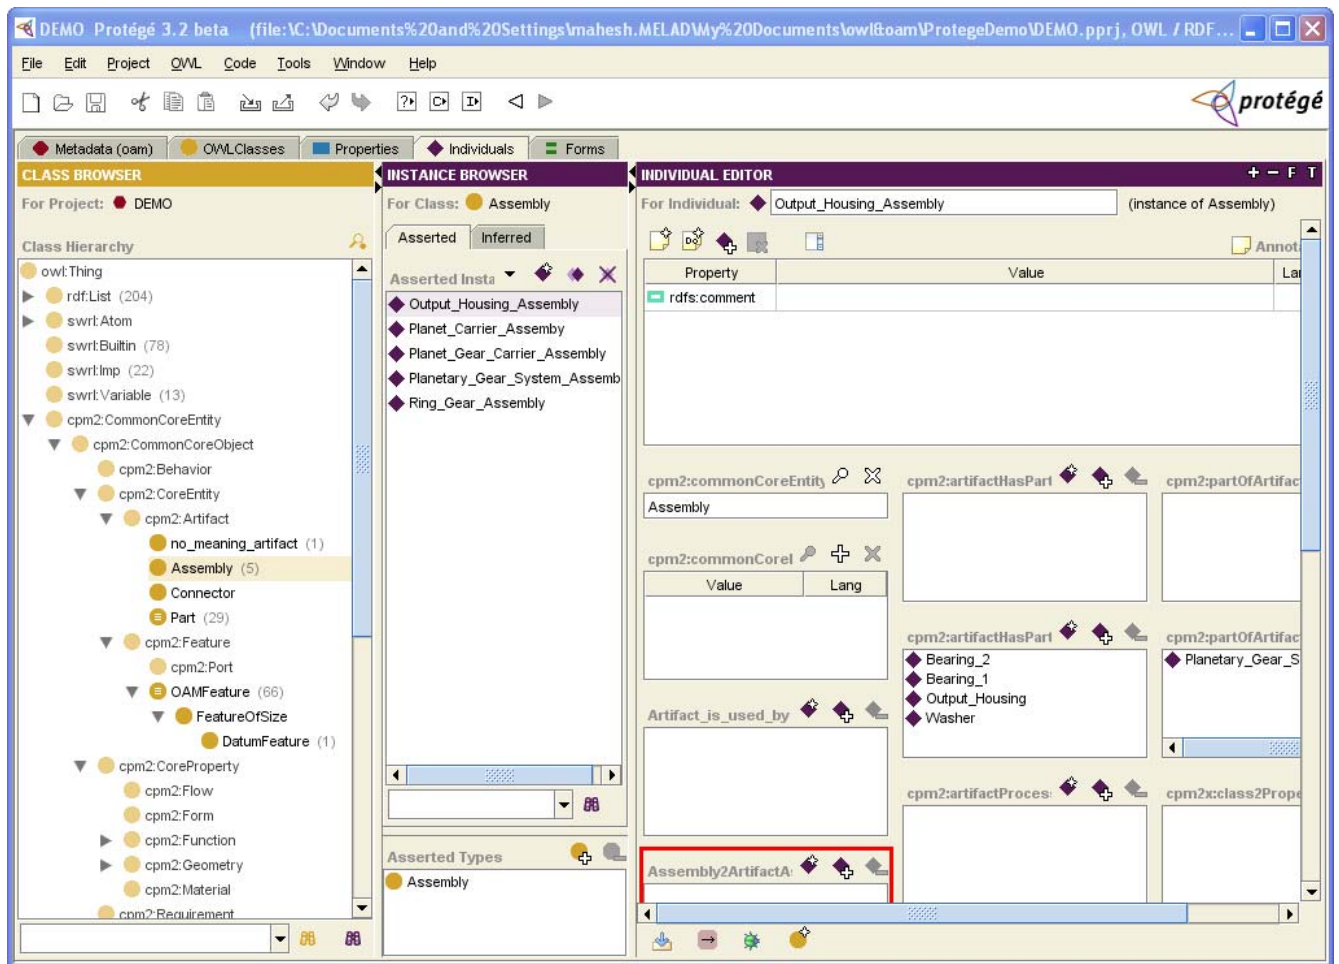 DEMO Protégé 3.2 beta (file:\C:\Documents%20and%20Settings\mahesh.MELAD\My%20Documents\owl&oam\ProtegeDemo\DEMO.pprj, OWL / RDF...
File Edit Project OWL Code Tools Window Help
protégé
Metadata (oam) OWLClasses Properties Individuals Forms
CLASS BROWSER
For Project: DEMO
Class Hierarchy
owl:Thing
rdf:List (204)
swrl:Atom
swrl:Builtin (78)
swrl:Imp (22)
swrl:Variable (13)
cpm2:CommonCoreEntity
cpm2:CommonCoreObject
cpm2:Behavior
cpm2:CoreEntity
cpm2:Artifact
no_meaning_artifact (1)
Assembly (5)
Connector
Part (29)
cpm2:Feature
cpm2:Port
OAMFeature (66)
FeatureOfSize
DatumFeature (1)
cpm2:CoreProperty
cpm2:Flow
cpm2:Form
cpm2:Function
cpm2:Geometry
cpm2:Material
cpm2:Requirement
INSTANCE BROWSER
For Class: Assembly
Asserted Inferred
Asserted Insta
Output_Housing_Assembly
Planet_Carrier_Assemby
Planet_Gear_Carrier_Assembly
Planetary_Gear_System_Assemb
Ring_Gear_Assembly
Asserted Types
Assembly
INDIVIDUAL EDITOR + − F T
For Individual: Output_Housing_Assembly (instance of Assembly)
Annot
Property Value Lar
rdfs:comment
cpm2:commonCoreEntity
Assembly
cpm2:commonCoreI
Value Lang
Artifact_is_used_by
Assembly2ArtifactA
cpm2:artifactHasPart
cpm2:artifactHasPart
Bearing_2
Bearing_1
Output_Housing
Washer
cpm2:artifactProces
cpm2:partOfArtifac
cpm2:partOfArtifac
Planetary_Gear_S
cpm2x:class2Prope